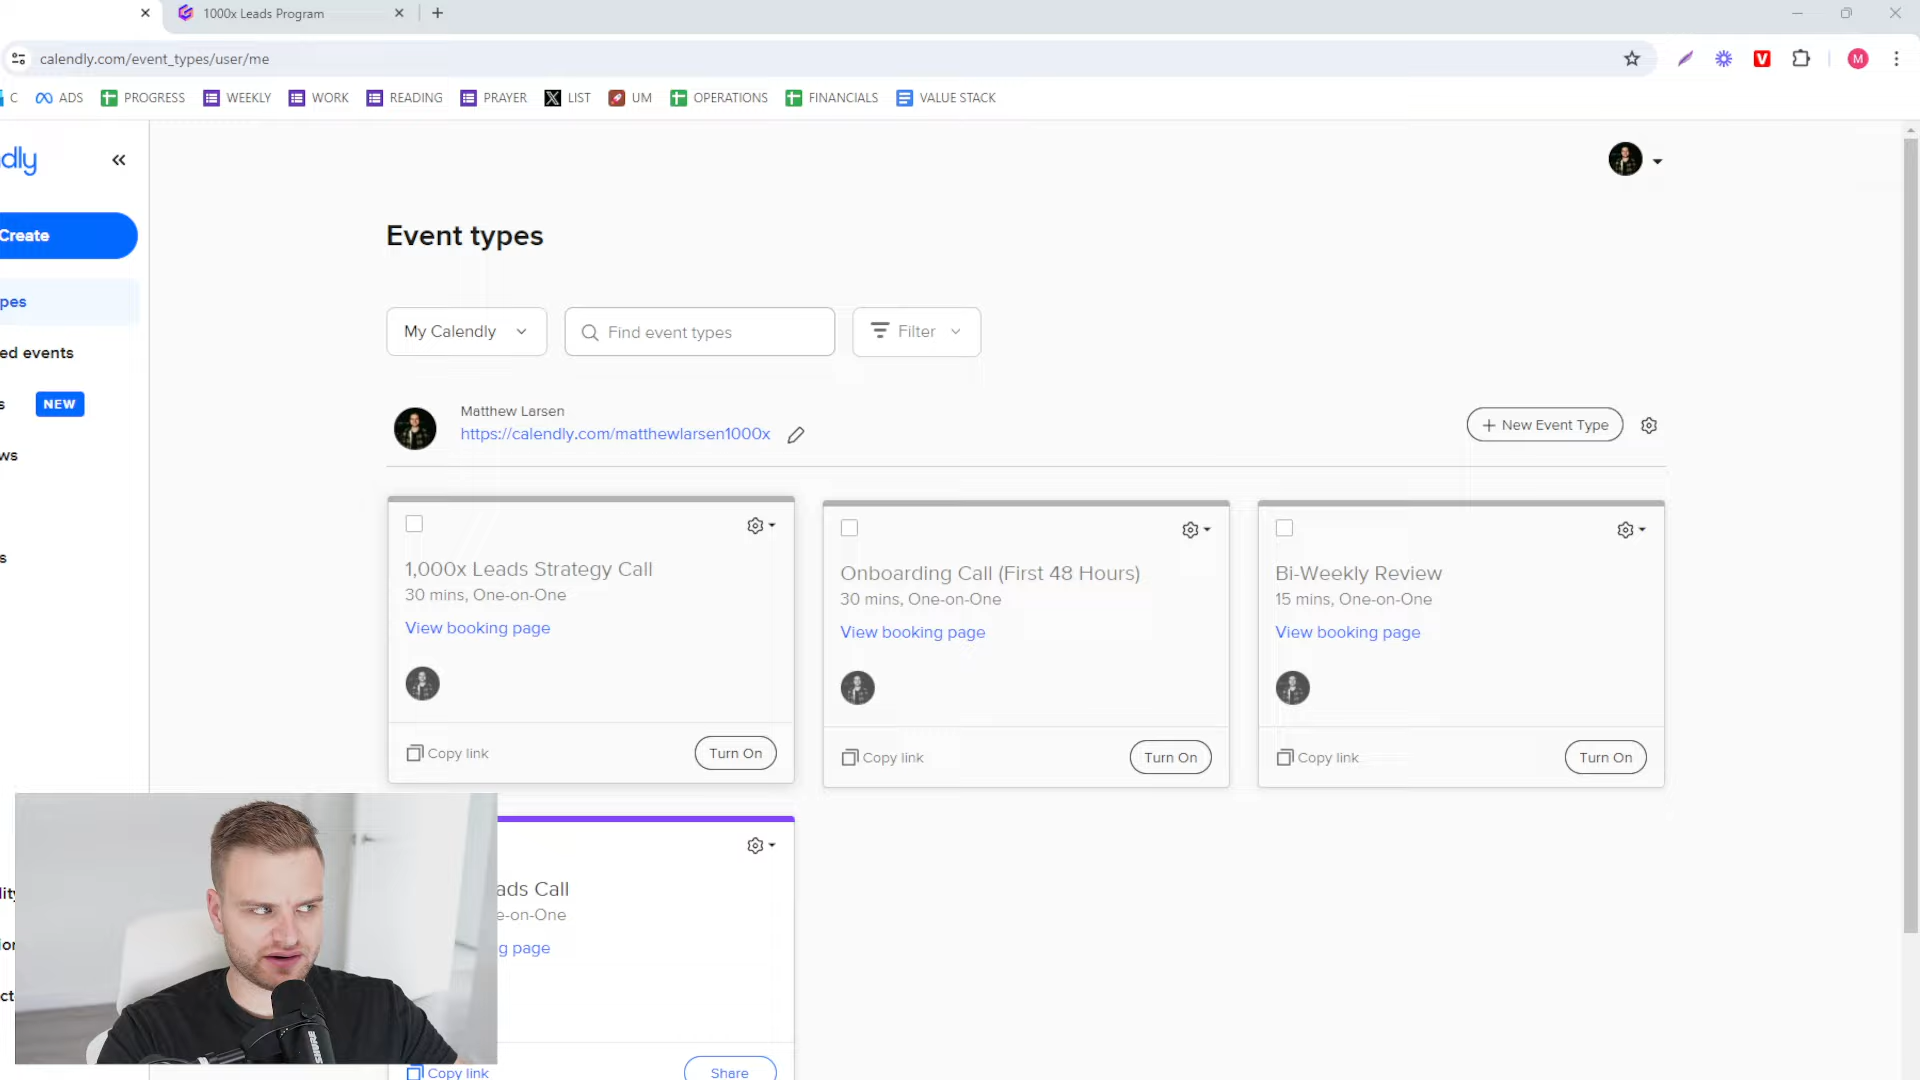 1000x Leads Program
calendly.com/event_types/user/me
C
ADS
PROGRESS
WEEKLY
WORK
READING
PRAYER
LIST
UM
OPERATIONS
FINANCIALS
VALUE STACK
dly
Create
pes
ed events
s
NEW
ws
s
lity
ion
ct
M
Event types
My Calendly
Find event types
Filter
Matthew Larsen
https://calendly.com/matthewlarsen1000x
+ New Event Type
1,000x Leads Strategy Call
30 mins, One-on-One
View booking page
Copy link
Turn On
Onboarding Call (First 48 Hours)
30 mins, One-on-One
View booking page
Copy link
Turn On
Bi-Weekly Review
15 mins, One-on-One
View booking page
Copy link
Turn On
ads Call
e-on-One
g page
Copy link
Share
SHURE